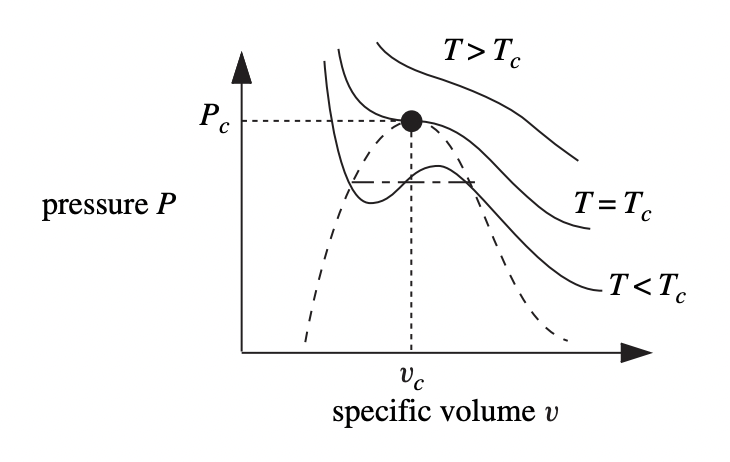 T > T_c
P_c
pressure P
T = T_c
T < T_c
v_c
specific volume v